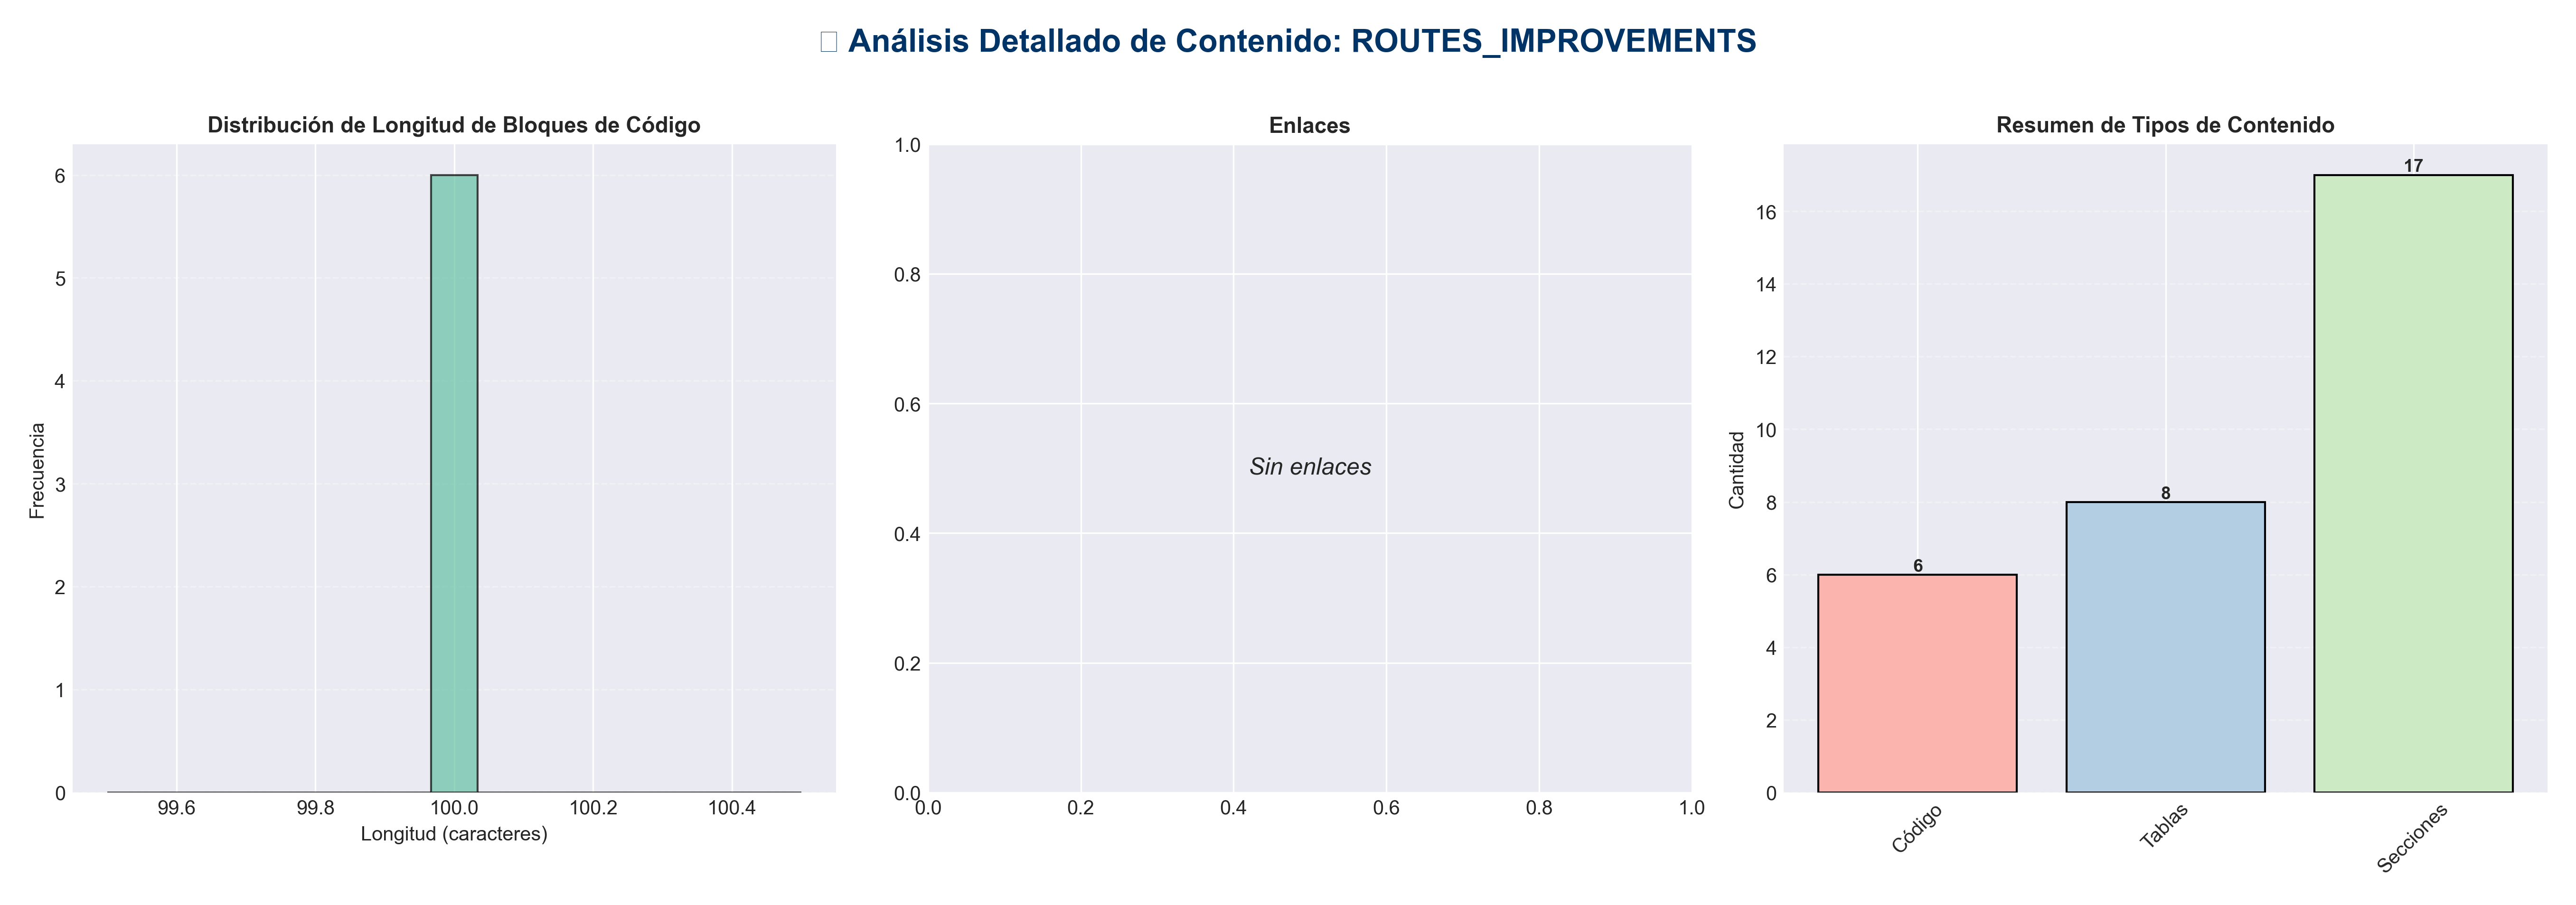 Análisis Detallado de Contenido: ROUTES_IMPROVEMENTS
Distribución de Longitud de Bloques de Código
6
5
4
3
2
1
0
Frecuencia
99.6 99.8 100.0 100.2 100.4
Longitud (caracteres)
Enlaces
1.0
0.8
0.6
0.4
0.2
0.0
Sin enlaces
0.0 0.2 0.4 0.6 0.8 1.0
Resumen de Tipos de Contenido
16
14
12
10
8
6
4
2
0
Cantidad
6
8
17
Código
Tablas
Secciones